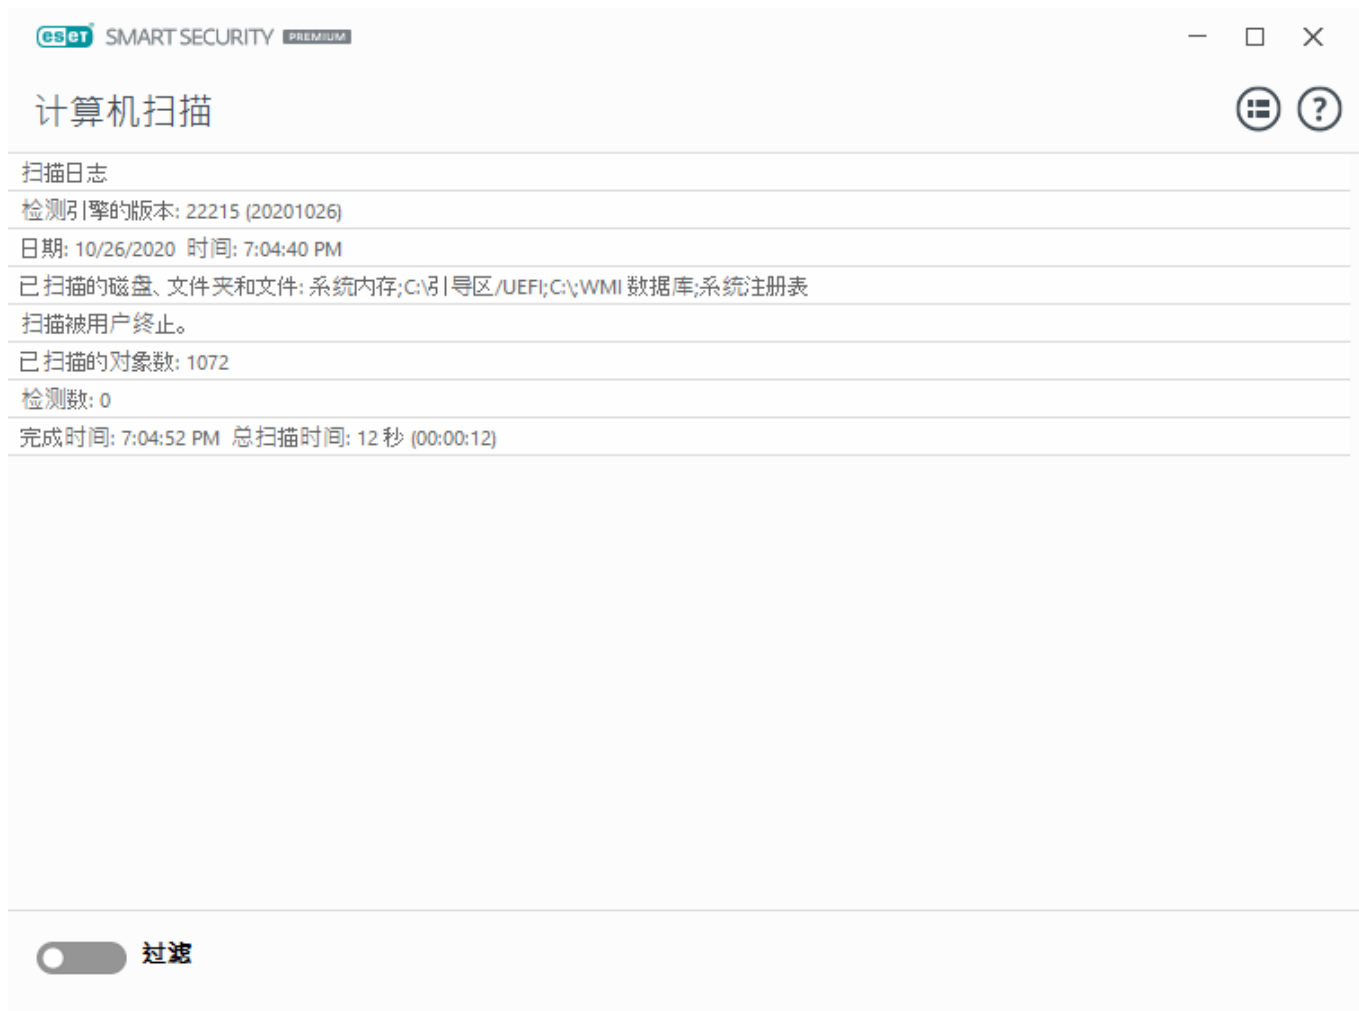 eset SMART SECURITY PREMIUM
计算机扫描
扫描日志
检测引擎的版本: 22215 (20201026)
日期: 10/26/2020 时间: 7:04:40 PM
已扫描的磁盘、文件夹和文件: 系统内存;C:\引导区/UEFI;C:\;WMI 数据库;系统注册表
扫描被用户终止。
已扫描的对象数: 1072
检测数: 0
完成时间: 7:04:52 PM 总扫描时间: 12 秒 (00:00:12)
过滤